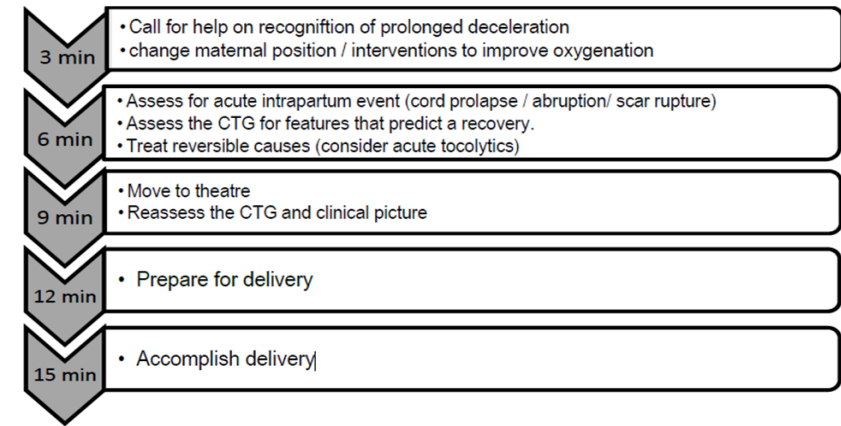 3 min
• Call for help on recogniftion of prolonged deceleration
• change maternal position / interventions to improve oxygenation
6 min
• Assess for acute intrapartum event (cord prolapse / abruption/ scar rupture)
• Assess the CTG for features that predict a recovery.
• Treat reversible causes (consider acute tocolytics)
9 min
• Move to theatre
• Reassess the CTG and clinical picture
12 min
• Prepare for delivery
15 min
• Accomplish delivery